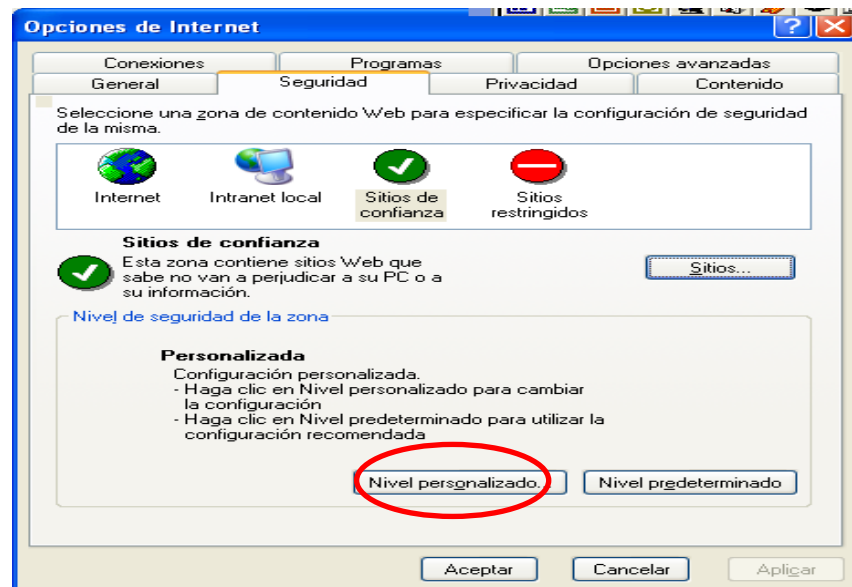 Opciones de Internet
Conexiones Programas Opciones avanzadas
General Seguridad Privacidad Contenido
Seleccione una zona de contenido Web para especificar la configuración de seguridad
de la misma.
Internet Intranet local Sitios de confianza Sitios restringidos
Sitios de confianza
Esta zona contiene sitios Web que
sabe no van a perjudicar a su PC o a
su información.
Sitios...
Nivel de seguridad de la zona
Personalizada
Configuración personalizada.
- Haga clic en Nivel personalizado para cambiar
la configuración
- Haga clic en Nivel predeterminado para utilizar la
configuración recomendada
Nivel personalizado.. Nivel predeterminado
Aceptar Cancelar Aplicar